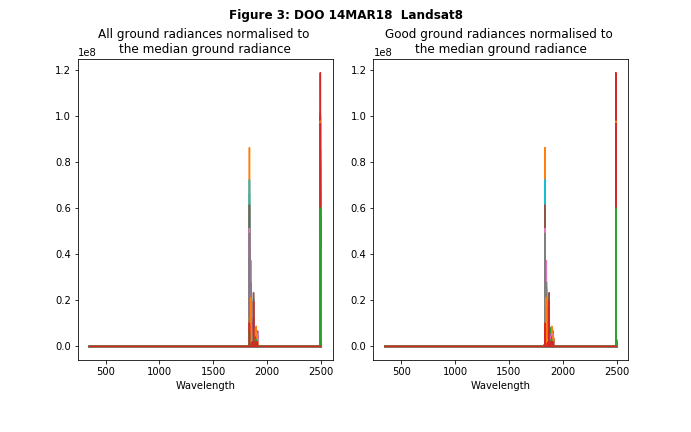 Figure 3: DOO 14MAR18  Landsat8
All ground radiances normalised to
the median ground radiance
1e8
1.2
1.0
0.8
0.6
0.4
0.2
0.0
500 1000 1500 2000 2500
Wavelength
Good ground radiances normalised to
the median ground radiance
1e8
1.2
1.0
0.8
0.6
0.4
0.2
0.0
500 1000 1500 2000 2500
Wavelength